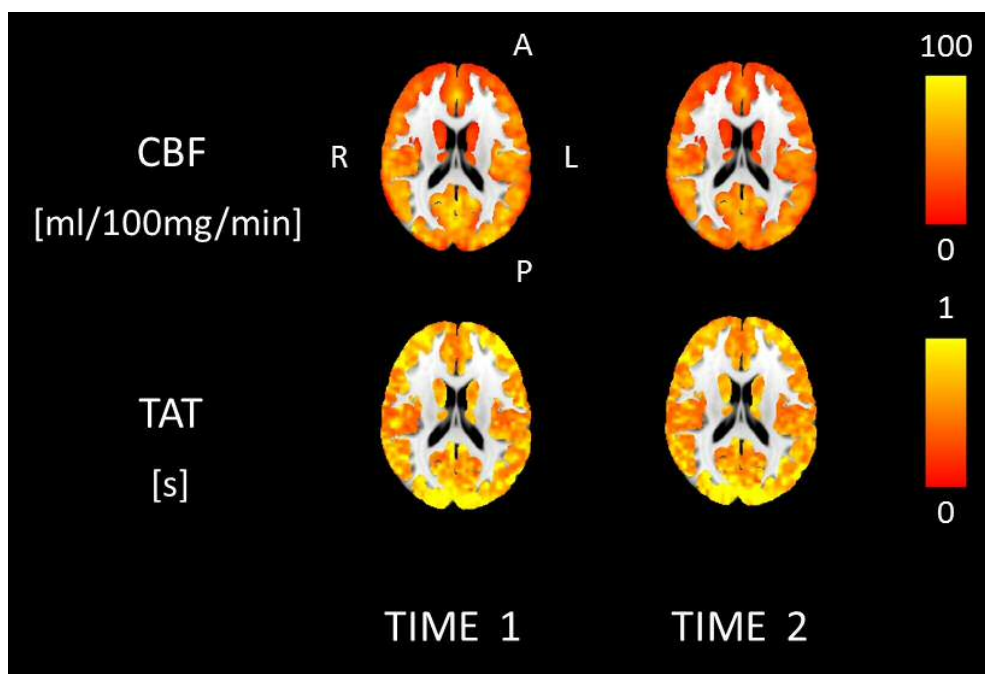 A
100
CBF
R
L
[ml/100mg/min]
0
P
1
TAT
[s]
0
TIME 1
TIME 2